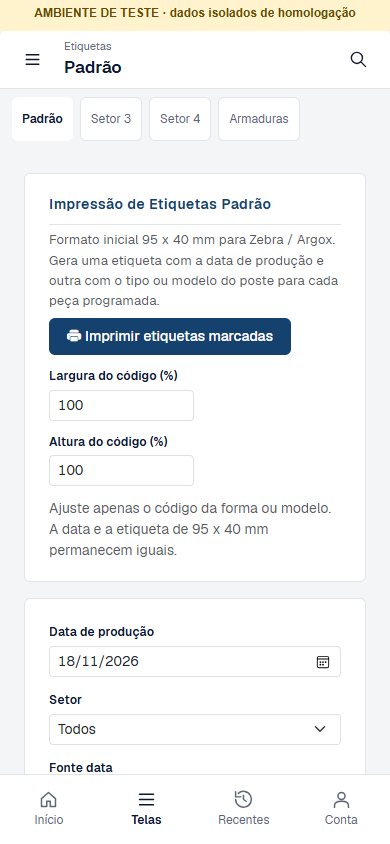 AMBIENTE DE TESTE · dados isolados de homologação
Etiquetas
Padrão
Padrão
Setor 3
Setor 4
Armaduras
Impressão de Etiquetas Padrão
Formato inicial 95 x 40 mm para Zebra / Argox.
Gera uma etiqueta com a data de produção e
outra com o tipo ou modelo do poste para cada
peça programada.
Imprimir etiquetas marcadas
Largura do código (%)
100
Altura do código (%)
100
Ajuste apenas o código da forma ou modelo.
A data e a etiqueta de 95 x 40 mm
permanecem iguais.
Data de produção
18/11/2026
Setor
Todos
Fonte data
Início
Telas
Recentes
Conta